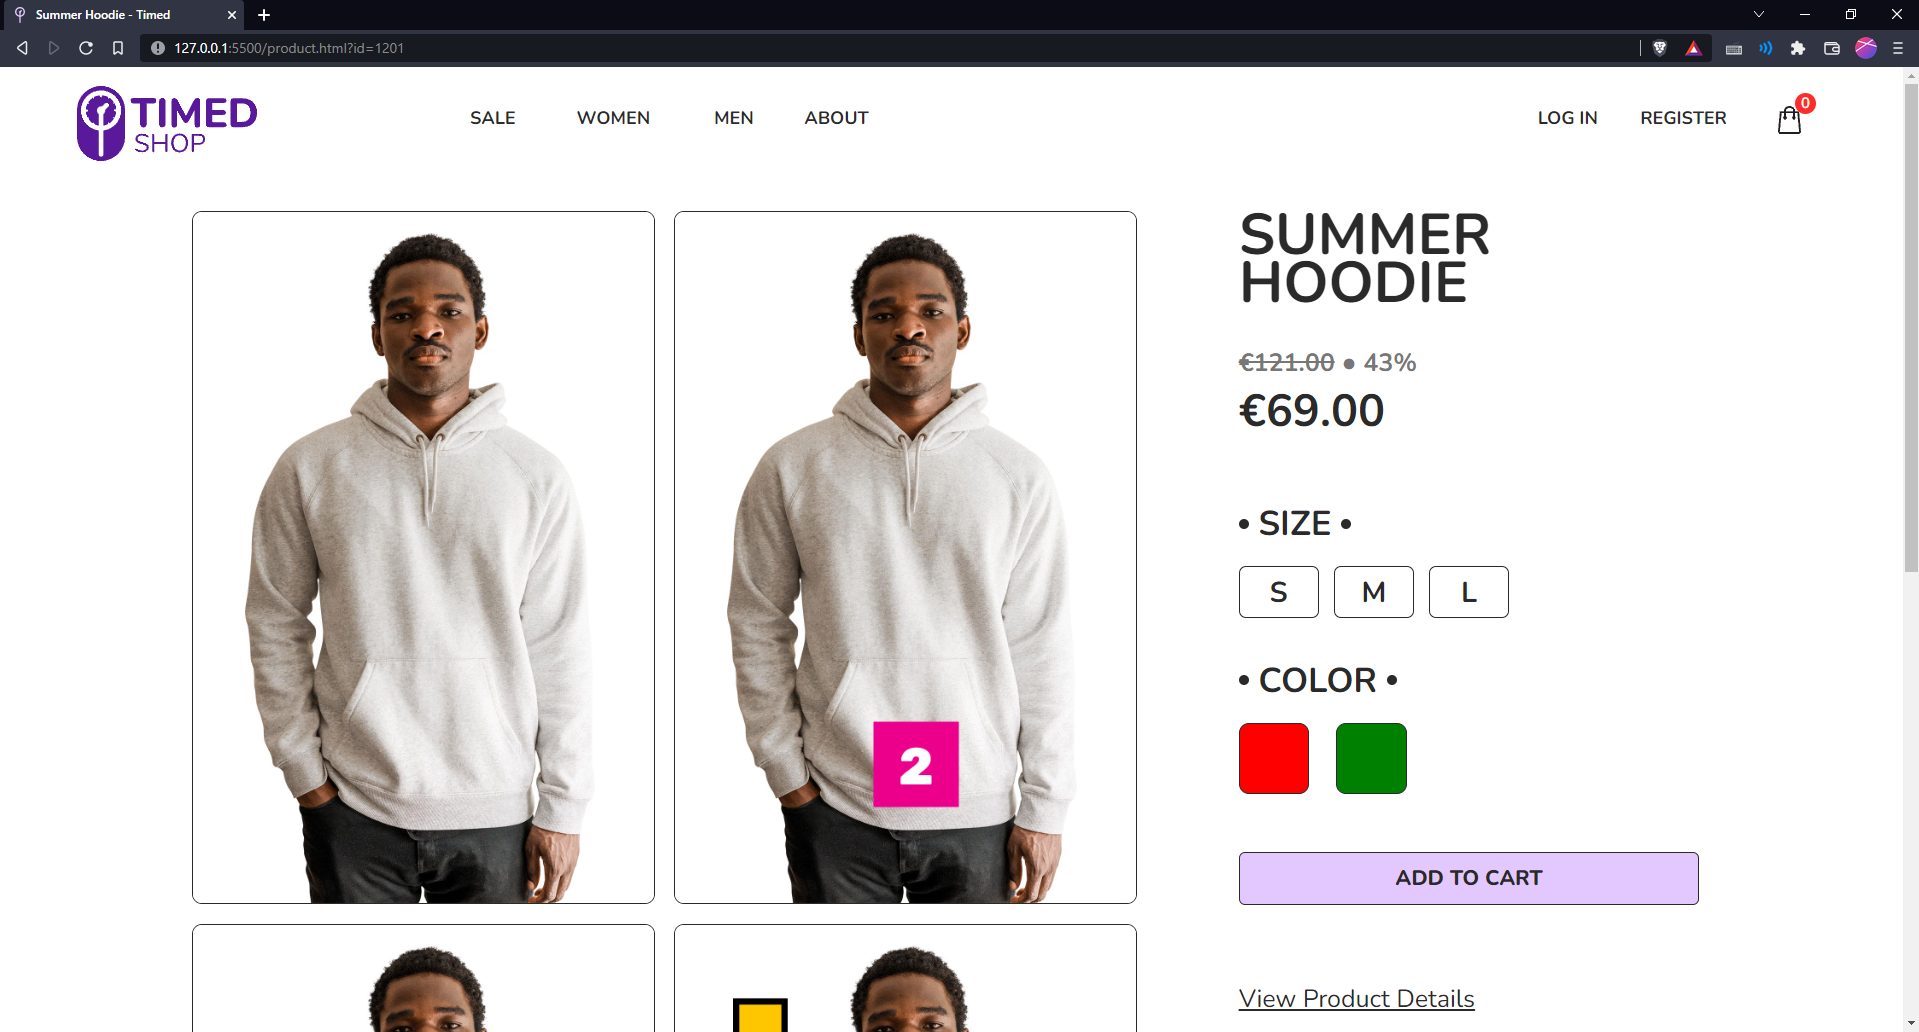 Summer Hoodie - Timed
127.0.0.1:5500/product.html?id=1201
TIMED
SHOP
SALE WOMEN MEN ABOUT
LOG IN REGISTER 0
SUMMER
HOODIE
€121.00 • 43%
€69.00
• SIZE •
S M L
• COLOR •
2
ADD TO CART
View Product Details